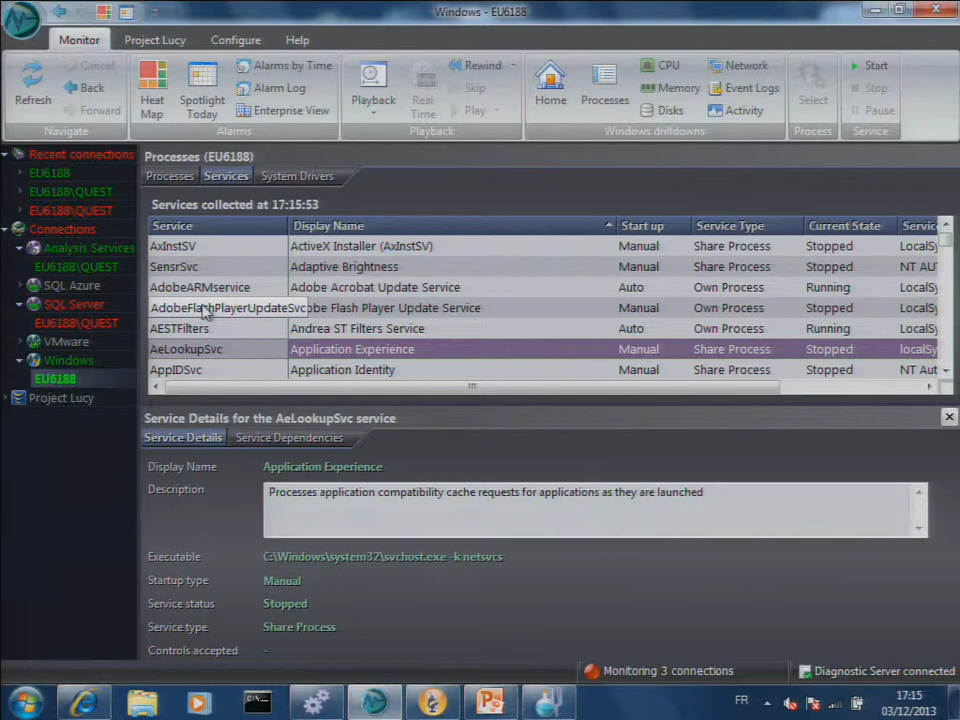 Windows - EU6188
Monitor
Project Lucy
Configure
Help
Refresh
Cancel
Back
Forward
Navigate
Heat Map
Spotlight Today
Alarms by Time
Alarm Log
Enterprise View
Alarms
Playback
Real Time
Rewind
Skip
Play
Playback
Home
Processes
CPU
Memory
Disks
Network
Event Logs
Activity
Windows drilldowns
Select
Process
Start
Stop
Pause
Service
Recent connections
EU6188
EU6188\QUEST
EU6188\QUEST
Connections
Analysis Services
EU6188\QUEST
SQL Azure
SQL Server
EU6188\QUEST
VMware
Windows
EU6188
Project Lucy
Processes (EU6188)
Processes Services System Drivers
Services collected at 17:15:53
Service Display Name Start up Service Type Current State Servic
AxInstSV ActiveX Installer (AxInstSV) Manual Share Process Stopped LocalSy
SensrSvc Adaptive Brightness Manual Share Process Stopped NT AUT
AdobeARMservice Adobe Acrobat Update Service Auto Own Process Running LocalSy
AdobeFlashPlayerUpdateSvc obe Flash Player Update Service Manual Own Process Stopped LocalSy
AESTFilters Andrea ST Filters Service Auto Own Process Running LocalSy
AeLookupSvc Application Experience Manual Share Process Stopped localSy
AppIDSvc Application Identity Manual Share Process Stopped NT Aut
Service Details for the AeLookupSvc service
Service Details Service Dependencies
Display Name Application Experience
Description Processes application compatibility cache requests for applications as they are launched
Executable C:\Windows\system32\svchost.exe -k netsvcs
Startup type Manual
Service status Stopped
Service type Share Process
Controls accepted -
Monitoring 3 connections
Diagnostic Server connected
FR
17:15
03/12/2013